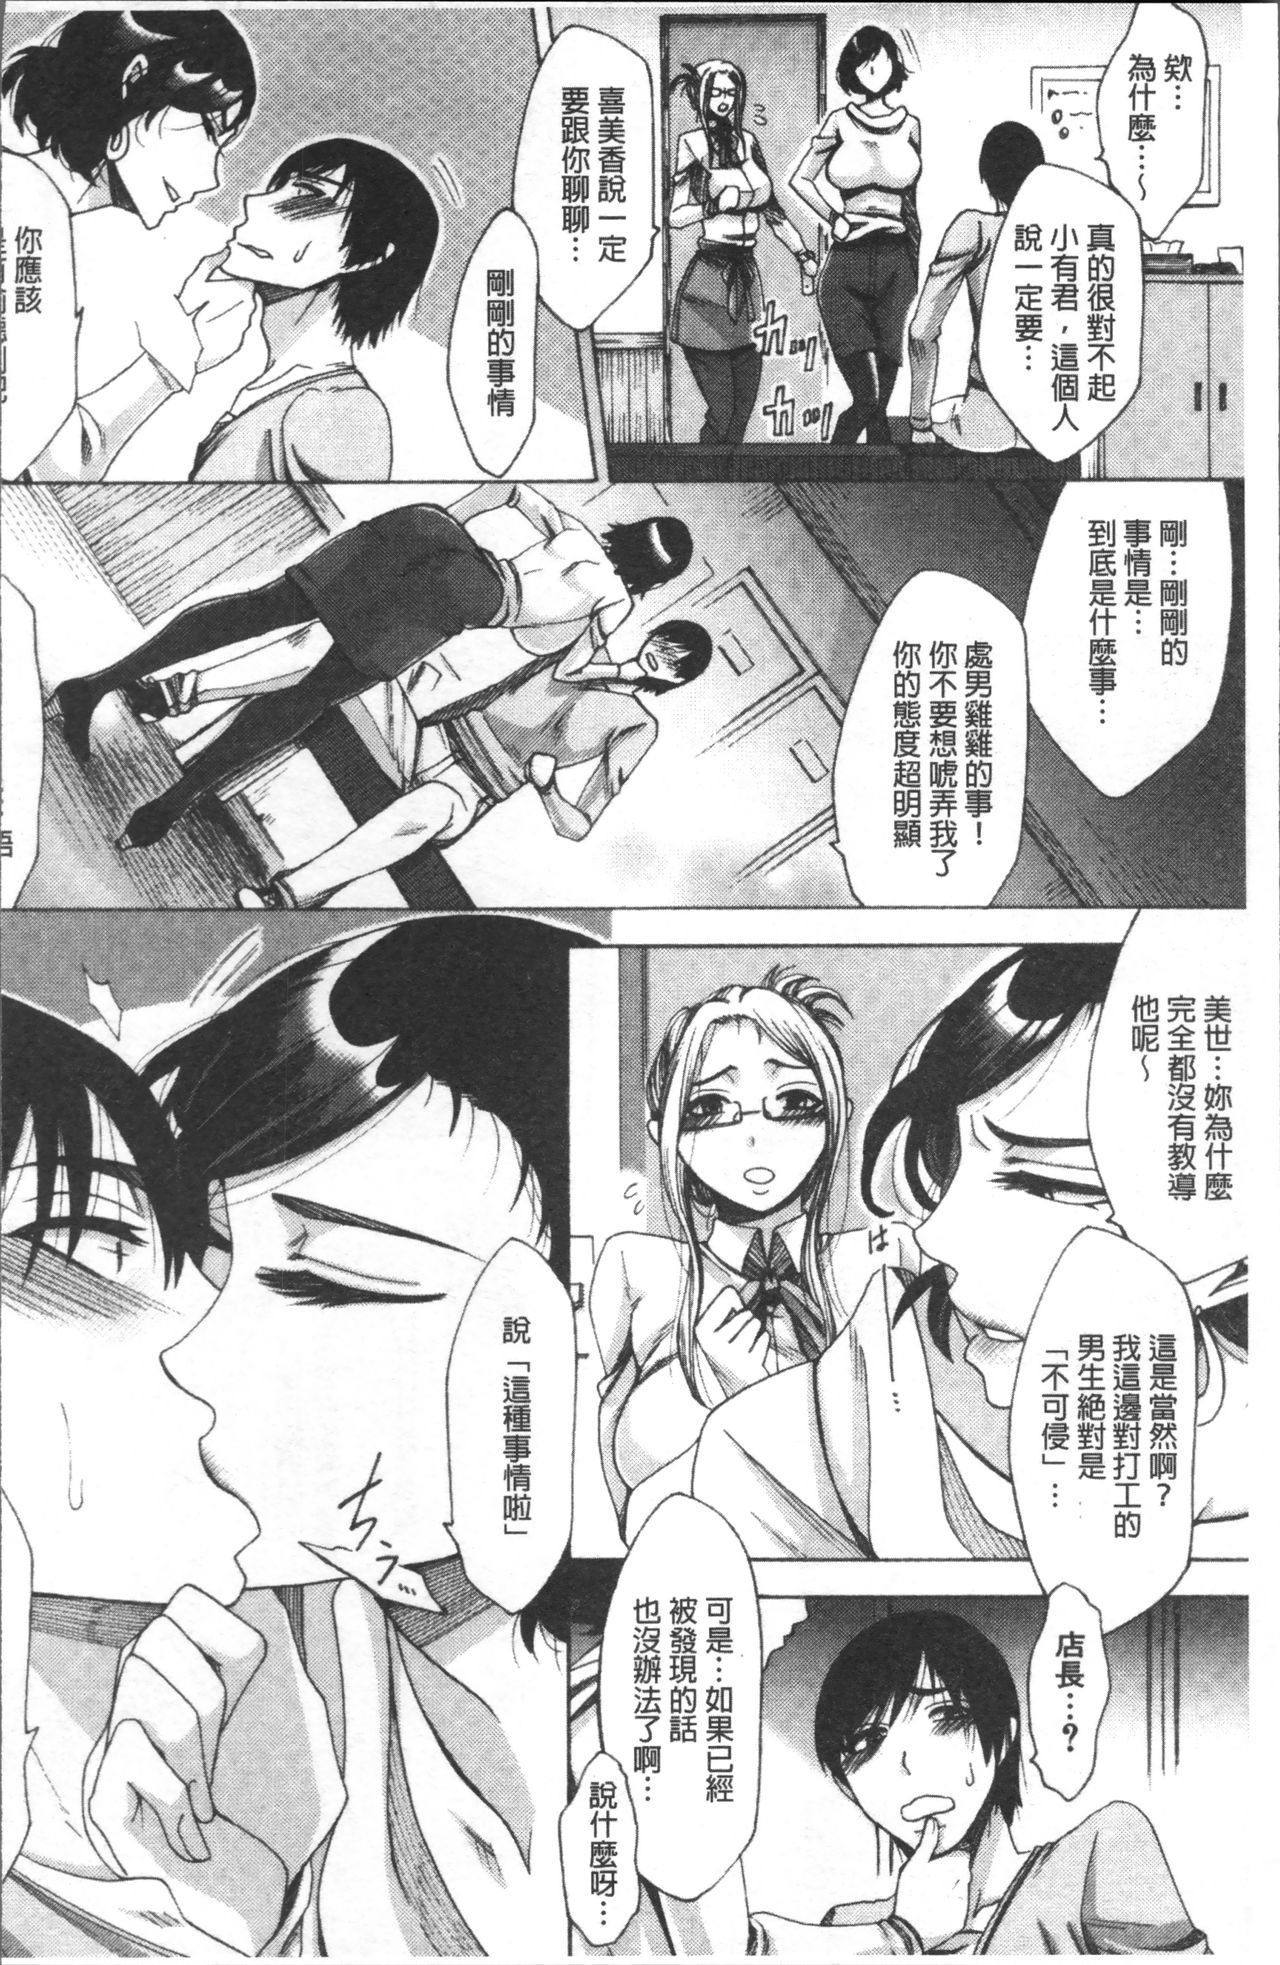 欸…
為什麼…～
真的很對不起
小有君，這個人
說一定要…
ガッ
ガッ
喜美香說一定
要跟你聊聊…
剛剛的事情
你應該
剛…剛剛的
事情是…
到底是什麼事…
處男雞雞的事！
你不要想唬弄我了
你的態度超明顯
美世…妳為什麼
完全都沒有教導
他呢～
は
這是當然啊？
我這邊對打工的
男生絕對是
「不可侵」…
…
說「這種事情啦」
ちゅ…
店長…？
可是…如果已經
被發現的話
也沒辦法了啊…
說什麼呀…